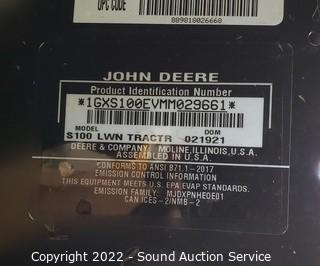 UPC CODE
889818026668
JOHN DEERE
Product Identification Number
*1GXS100EVMM029661*
MODEL DOM
S100 LWN TRACTR 021921
DEERE & COMPANY MOLINE, ILLINOIS, U.S.A.
ASSEMBLED IN U.S.A.
CONFORMS TO ANSI B71.1 - 2017
EMISSION CONTROL INFORMATION
THIS EQUIPMENT MEETS U.S. EPA EVAP STANDARDS.
EMISSION FAMILY: MJDXPNHEOE01
CAN ICES-2/NMB-2
Copyright 2022 - Sound Auction Service